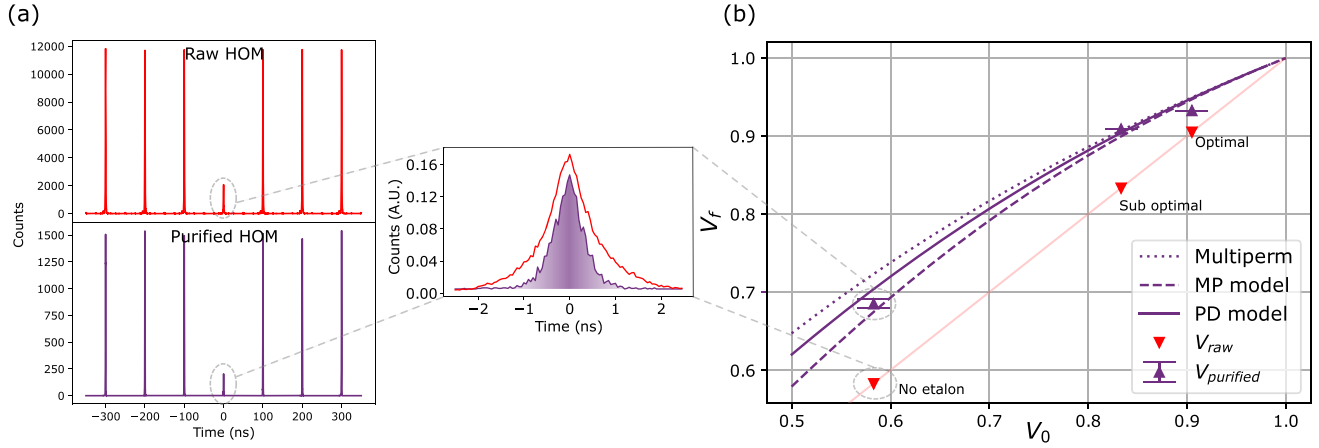 (a)
12000
10000
8000
6000
4000
2000
0
Raw HOM
1500
1250
1000
750
500
250
0
Purified HOM
Counts
−300
−200
−100
0
100
200
300
Time (ns)
0.16
0.12
0.08
0.04
0.00
Counts (A.U.)
−2
−1
0
1
2
Time (ns)
(b)
1.0
0.9
0.8
0.7
0.6
V_f
Optimal
Sub optimal
No etalon
Multiperm
MP model
PD model
V_raw
V_purified
0.5
0.6
0.7
0.8
0.9
1.0
V_0